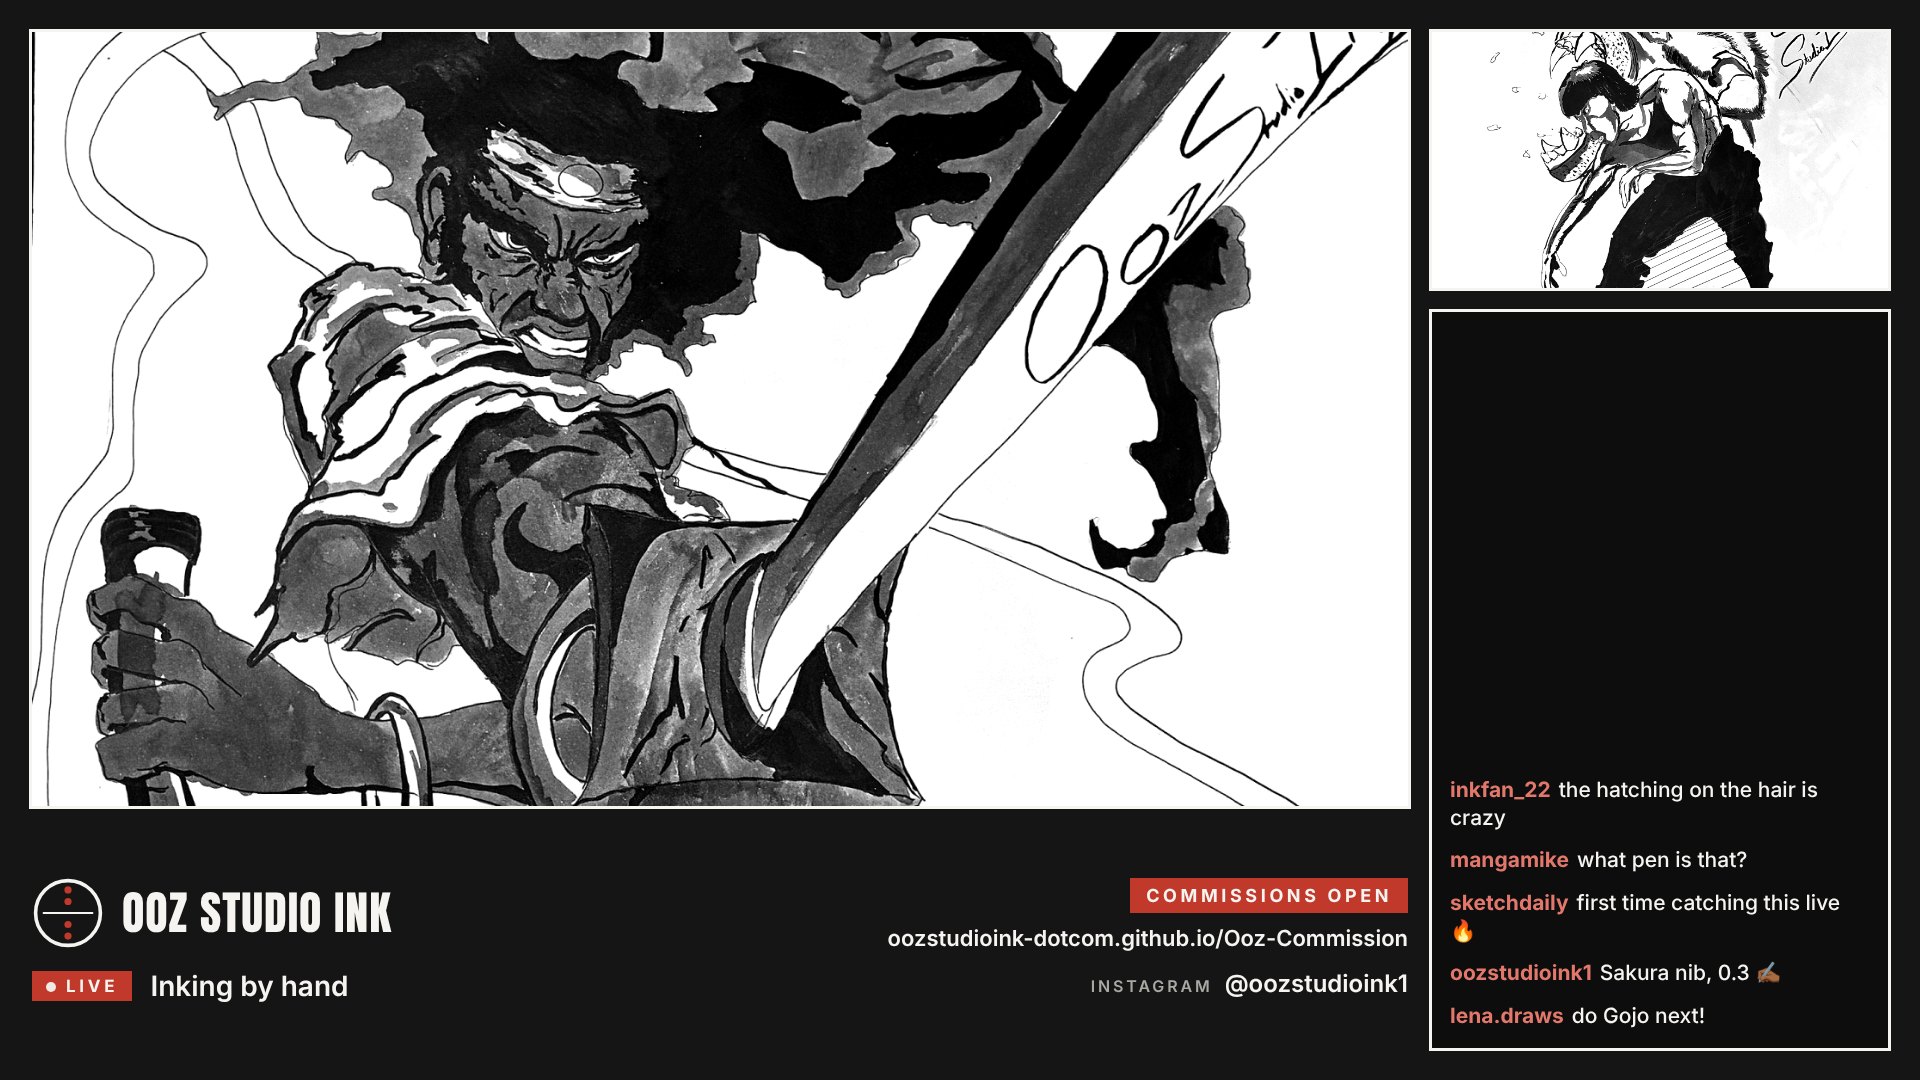 Ooz Studio
Studio
OOZ STUDIO INK
LIVE
Inking by hand
COMMISSIONS OPEN
oozstudioink-dotcom.github.io/Ooz-Commission
INSTAGRAM @oozstudioink1
inkfan_22 the hatching on the hair is
crazy
mangamike what pen is that?
sketchdaily first time catching this live
🔥
oozstudioink1 Sakura nib, 0.3 ✍🏾
lena.draws do Gojo next!